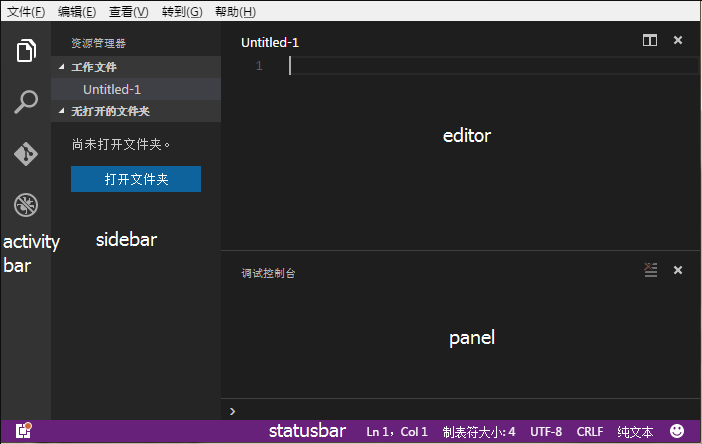 文件(F) 编辑(E) 查看(V) 转到(G) 帮助(H)
资源管理器
工作文件
Untitled-1
无打开的文件夹
尚未打开文件夹。
打开文件夹
activity
bar
sidebar
Untitled-1
1
editor
调试控制台
panel
statusbar Ln 1，Col 1 制表符大小: 4 UTF-8 CRLF 纯文本